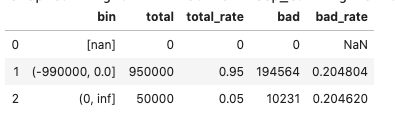 bin total total_rate bad bad_rate
0 [nan] 0 0 0 NaN
1 (-990000, 0.0] 950000 0.95 194564 0.204804
2 (0, inf] 50000 0.05 10231 0.204620